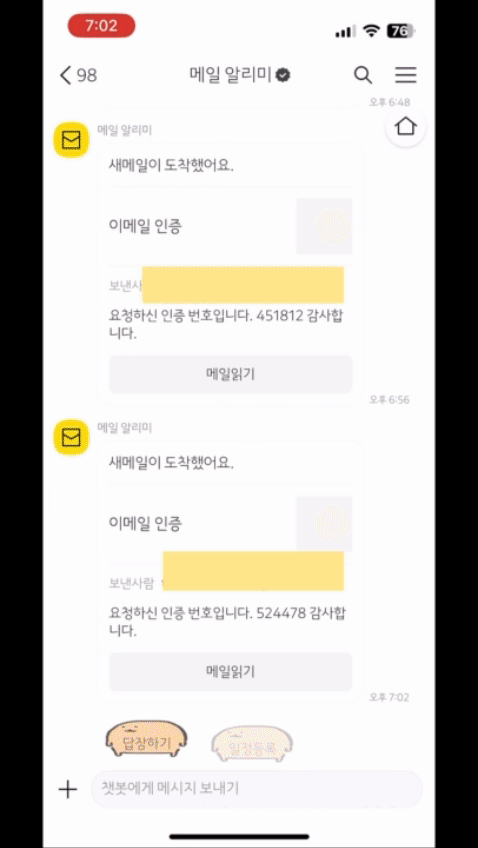 7:02
76
98
메일 알리미
오후 6:48
메일 알리미
새메일이 도착했어요.
이메일 인증
보낸사
요청하신 인증 번호입니다. 451812 감사합
니다.
메일읽기
오후 6:56
메일 알리미
새메일이 도착했어요.
이메일 인증
보낸사람
요청하신 인증 번호입니다. 524478 감사합
니다.
메일읽기
오후 7:02
답장하기
일정등록
챗봇에게 메시지 보내기